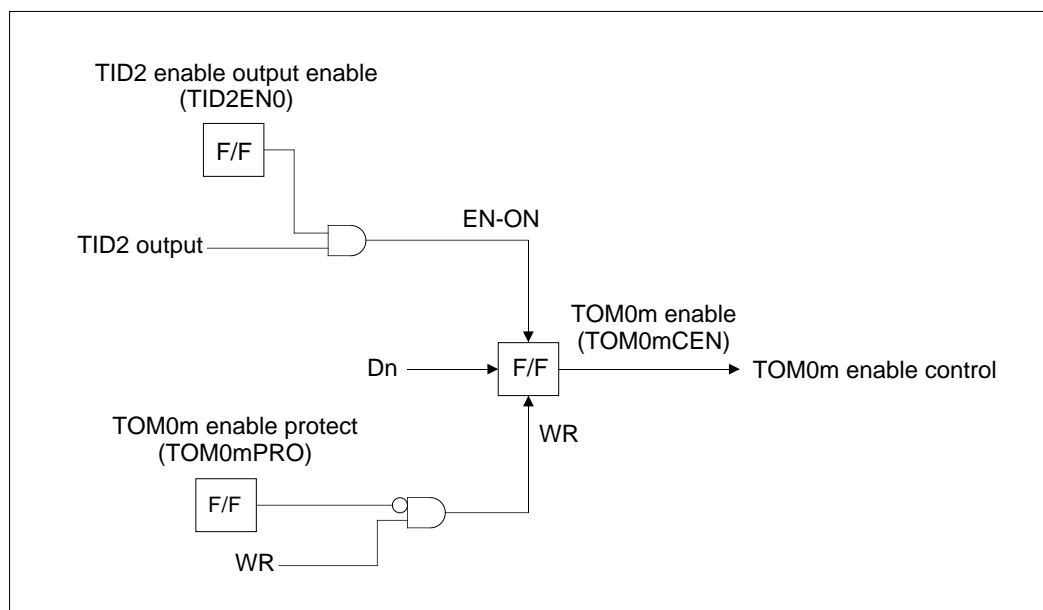 TID2 enable output enable
(TID2EN0)
F/F
EN-ON
TID2 output
TOM0m enable
(TOM0mCEN)
Dn
F/F
TOM0m enable control
TOM0m enable protect
(TOM0mPRO)
WR
F/F
WR